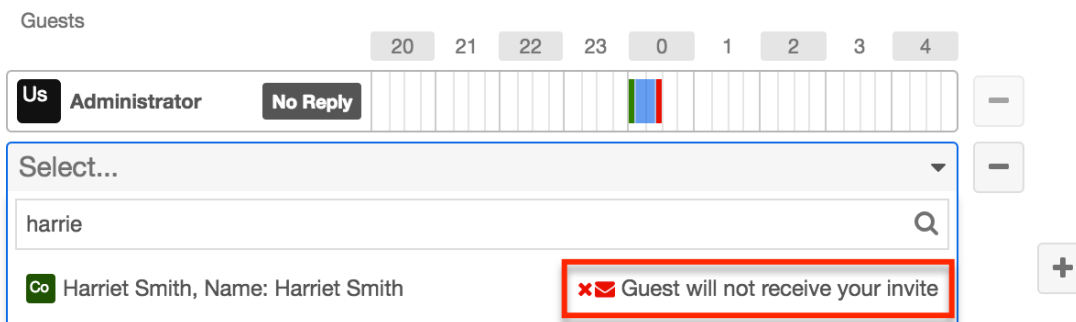 Guests
20 21 22 23 0 1 2 3 4
Us Administrator No Reply
Select...
harrie
Co Harriet Smith, Name: Harriet Smith Guest will not receive your invite